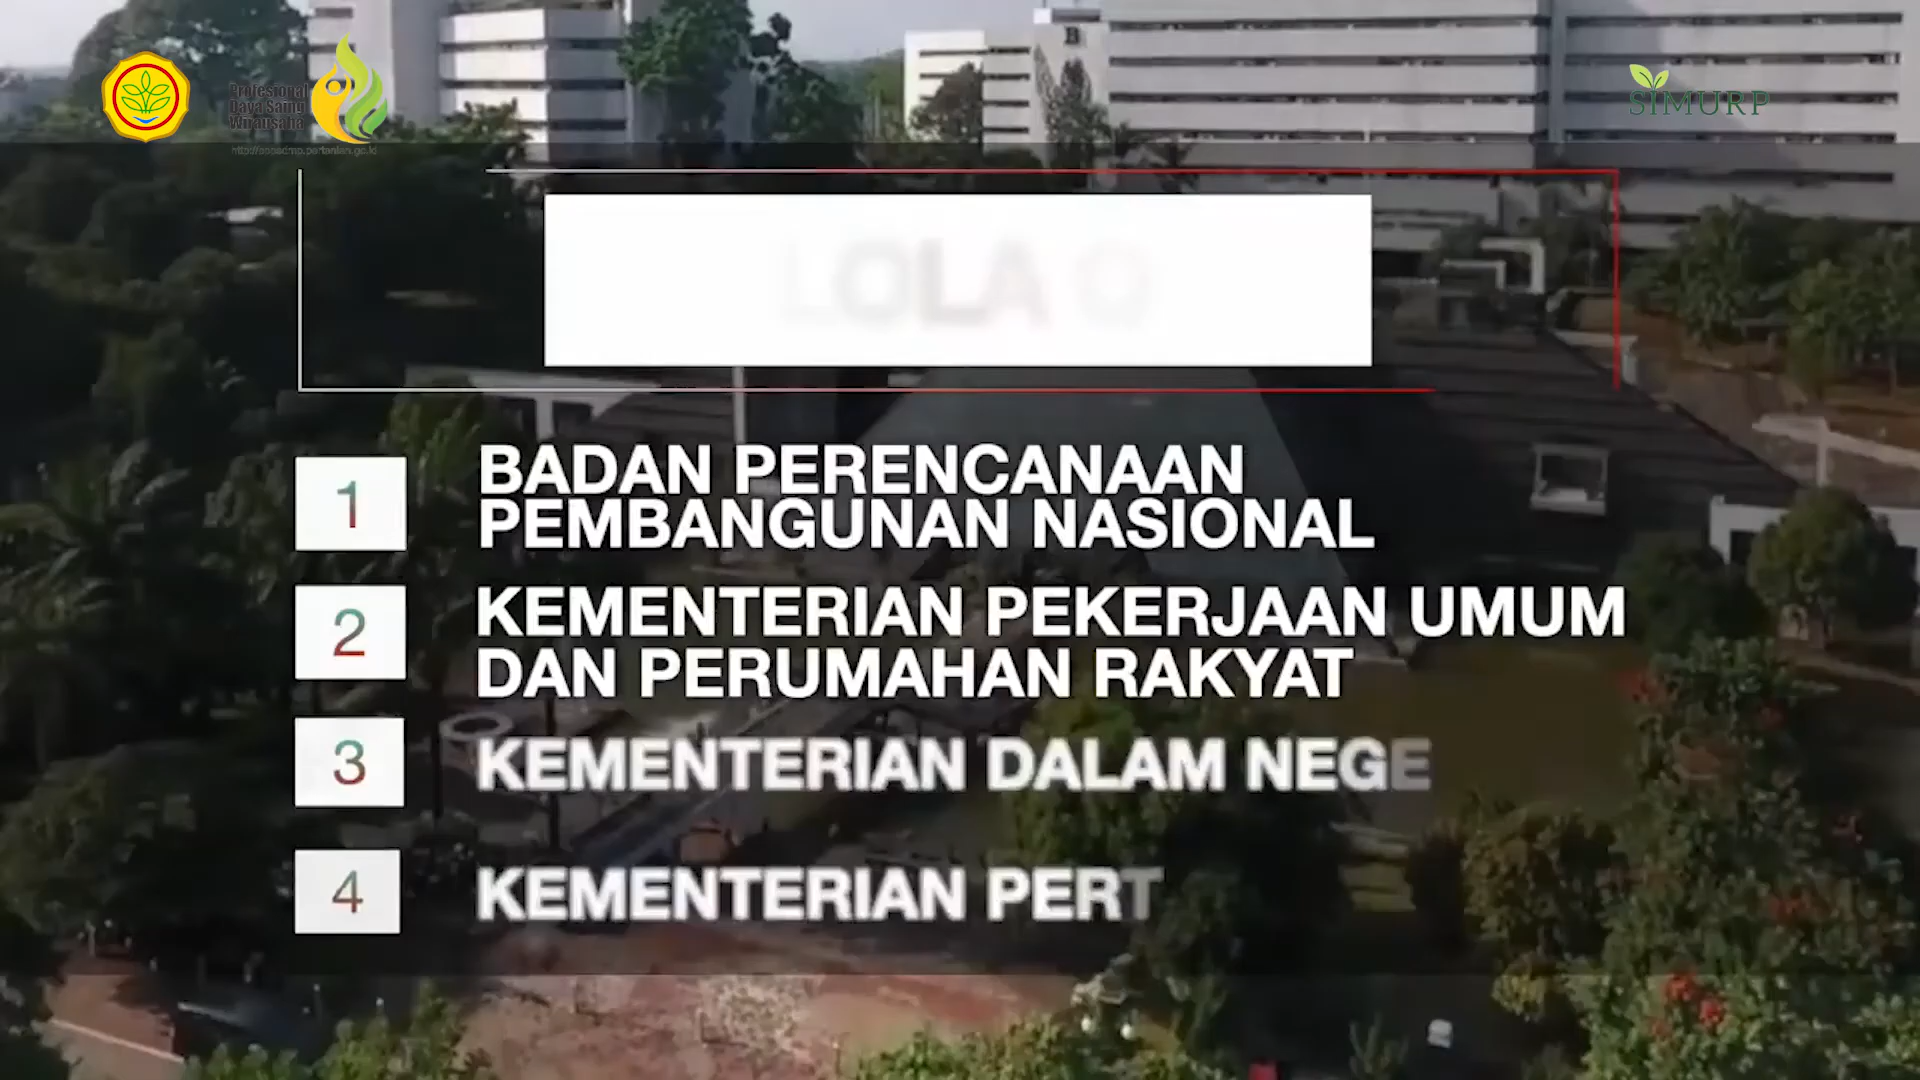 Profesional
Daya Saing
Wirausaha
SIMURP
B
LOLA O
1
BADAN PERENCANAAN
PEMBANGUNAN NASIONAL
2
KEMENTERIAN PEKERJAAN UMUM
DAN PERUMAHAN RAKYAT
3
KEMENTERIAN DALAM NEGE
4
KEMENTERIAN PERT